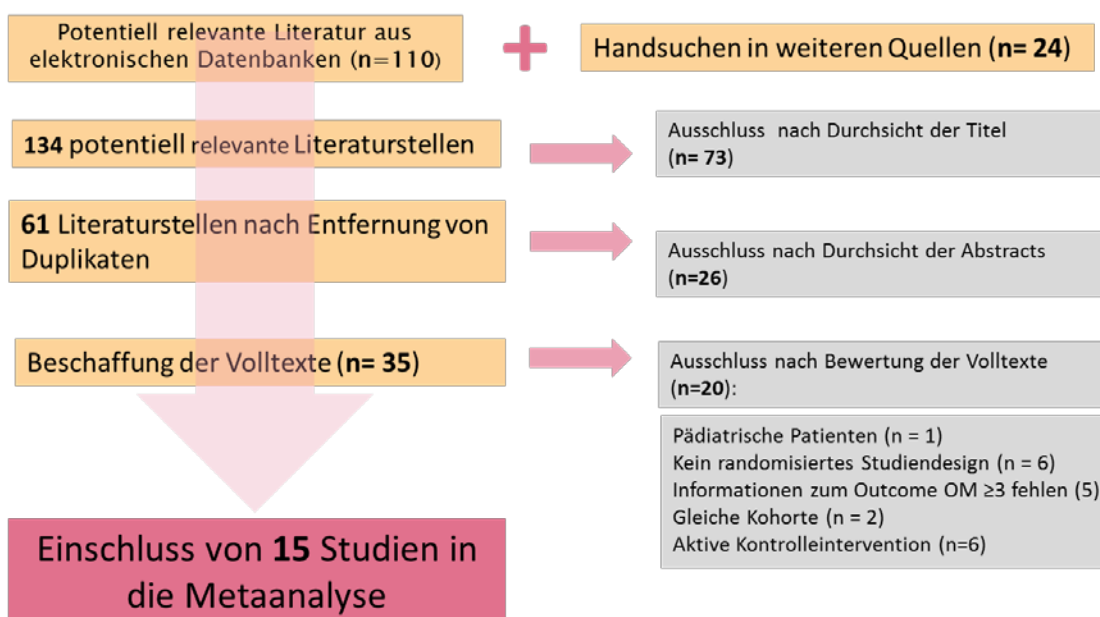 Potentiell relevante Literatur aus
elektronischen Datenbanken (n=110)
+
Handsuchen in weiteren Quellen (n= 24)
134 potentiell relevante Literaturstellen
Ausschluss nach Durchsicht der Titel
(n= 73)
61 Literaturstellen nach Entfernung von
Duplikaten
Ausschluss nach Durchsicht der Abstracts
(n=26)
Beschaffung der Volltexte (n= 35)
Ausschluss nach Bewertung der Volltexte
(n=20):
Pädiatrische Patienten (n = 1)
Kein randomisiertes Studiendesign (n = 6)
Informationen zum Outcome OM ≥3 fehlen (5)
Gleiche Kohorte (n = 2)
Aktive Kontrolleintervention (n=6)
Einschluss von 15 Studien in
die Metaanalyse